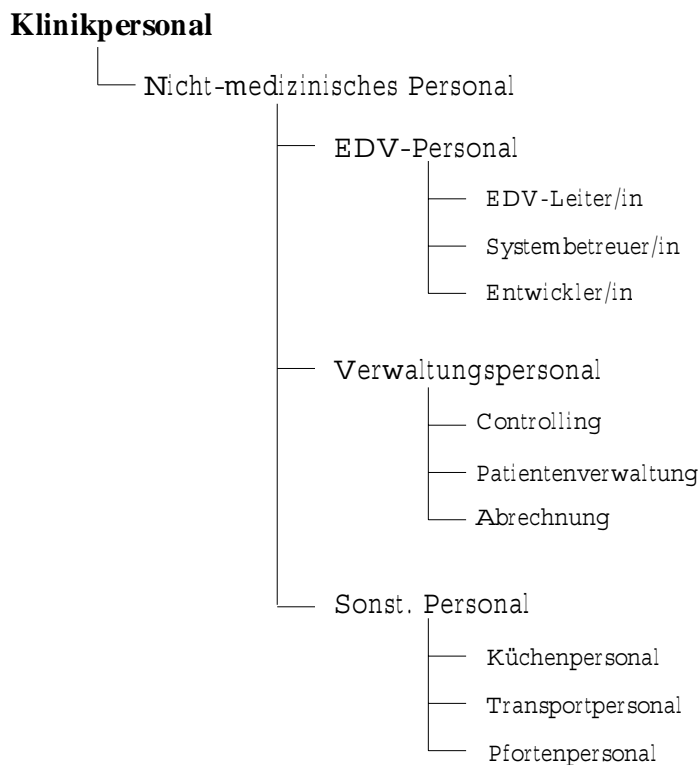 Klinikpersonal
Nicht-medizinisches Personal
EDV-Personal
EDV-Leiter/in
Systembetreuer/in
Entwickler/in
Verwaltungspersonal
Controlling
Patientenverwaltung
Abrechnung
Sonst. Personal
Küchenpersonal
Transportpersonal
Pfortenpersonal